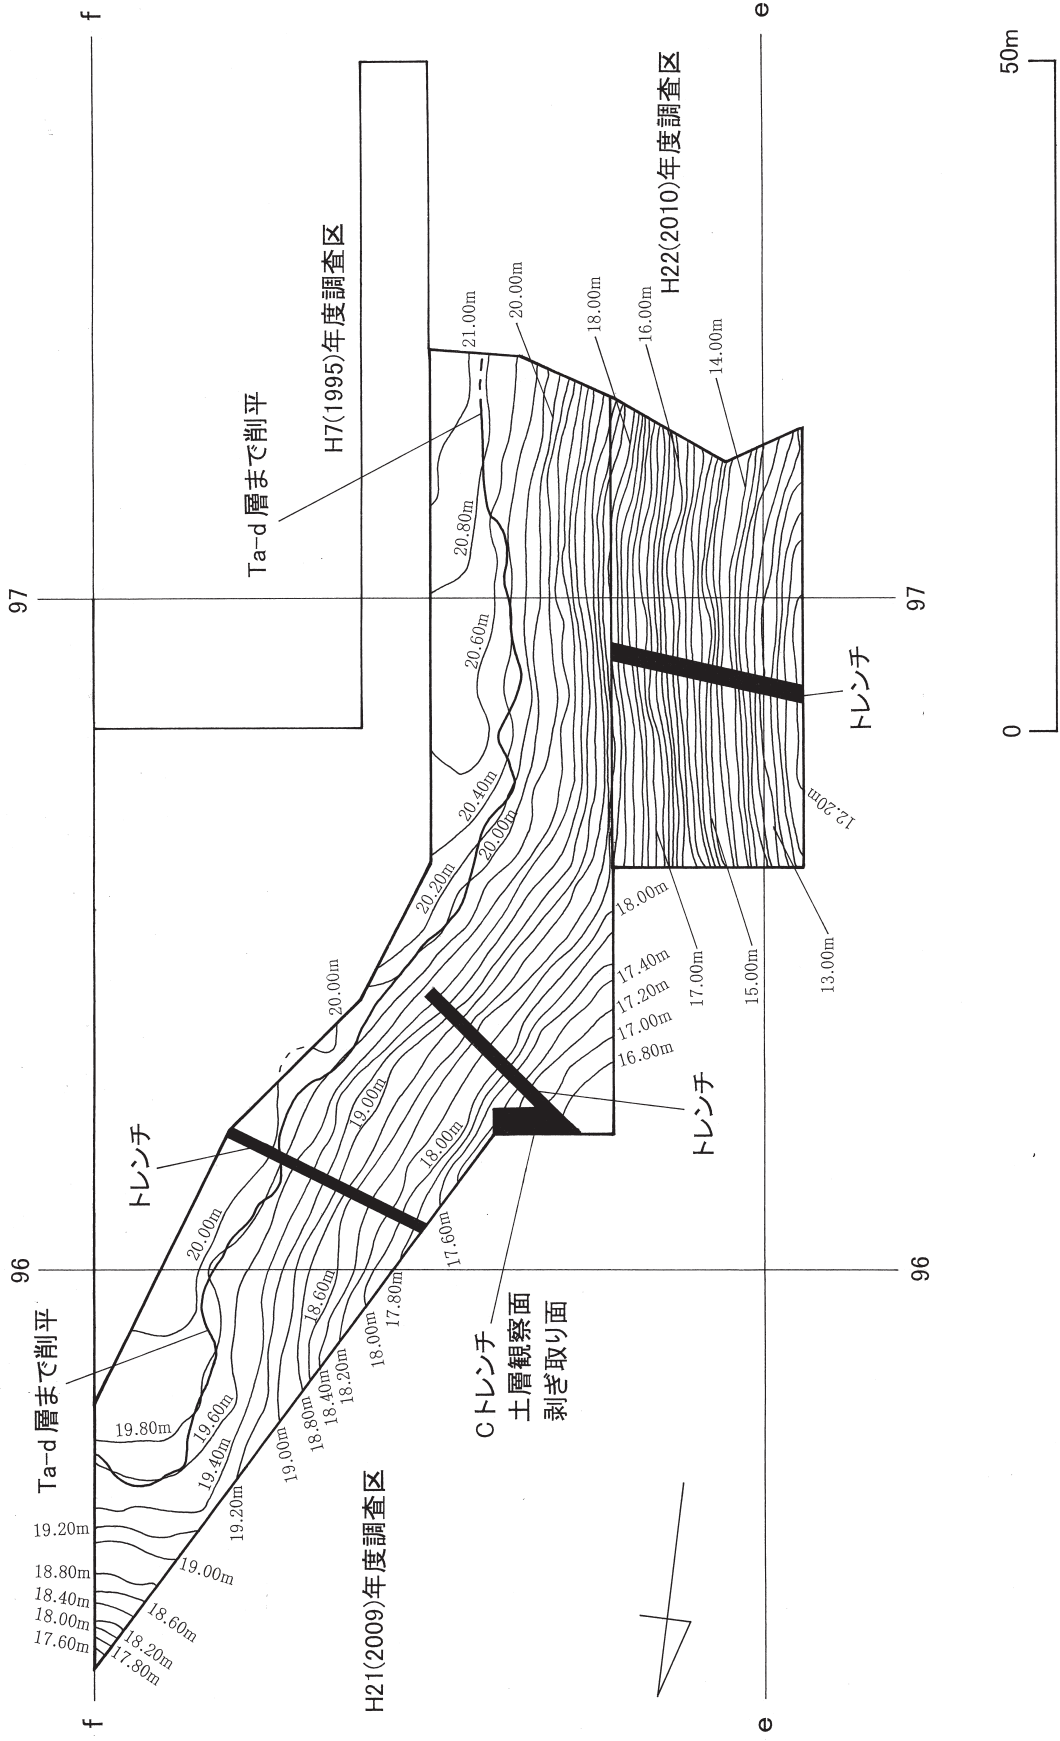 f
97
96
f
e
97
96
e
Ta-d 層まで削平
Ta-d 層まで削平
H7(1995)年度調査区
H22(2010)年度調査区
H21(2009)年度調査区
トレンチ
トレンチ
トレンチ
Cトレンチ
土層観察面
剥ぎ取り面
21.00m
20.00m
18.00m
16.00m
14.00m
20.80m
20.60m
20.40m
20.20m
20.00m
20.00m
20.00m
19.80m
19.60m
19.40m
19.20m
19.00m
18.80m
18.40m
18.20m
18.00m
17.80m
17.60m
18.60m
19.00m
18.00m
19.20m
18.80m
18.40m
18.00m
17.60m
19.00m
18.60m
18.20m
17.80m
18.00m
17.40m
17.20m
17.00m
16.80m
17.00m
15.00m
13.00m
12.20m
0
50m